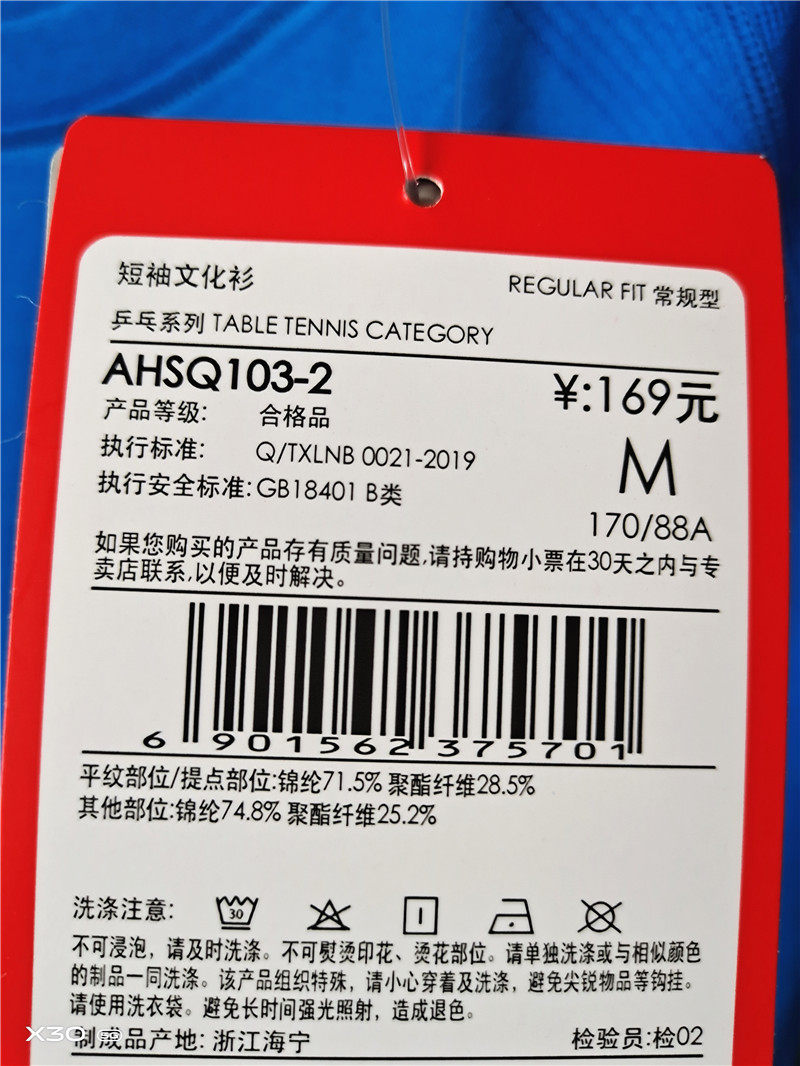 短袖文化衫
REGULAR FIT 常规型
乒乓系列 TABLE TENNIS CATEGORY
AHSQ103-2
¥:169元
产品等级: 合格品
执行标准: Q/TXLNB 0021-2019
M
执行安全标准:GB18401 B类
170/88A
如果您购买的产品存有质量问题,请持购物小票在30天之内与专
卖店联系,以便及时解决。
6 901562 375701
平纹部位/提点部位:锦纶71.5% 聚酯纤维28.5%
其他部位:锦纶74.8% 聚酯纤维25.2%
洗涤注意: 30
不可浸泡，请及时洗涤。不可熨烫印花、烫花部位。请单独洗涤或与相似颜色
的制品一同洗涤。该产品组织特殊，请小心穿着及洗涤，避免尖锐物品等钩挂。
请使用洗衣袋。避免长时间强光照射，造成退色。
制成品产地: 浙江海宁
检验员:检02
X30 5G